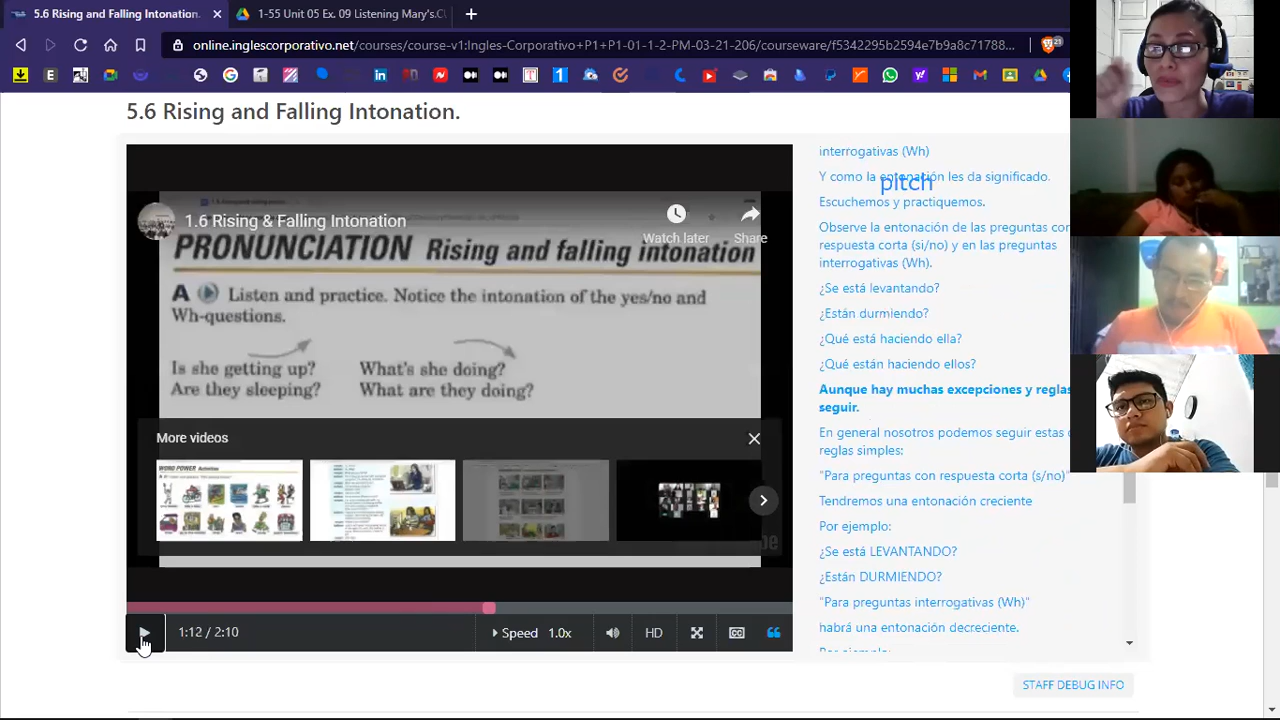 5.6 Rising and Falling Intonation.
1-55 Unit 05 Ex. 09 Listening Mary's.C
online.inglescorporativo.net/courses/course-v1:Ingles-Corporativo+P1+P1-01-1-2-PM-03-21-206/courseware/f5342295b2594e7b9a8c71788...
21
5.6 Rising and Falling Intonation.
1.6 Rising & Falling Intonation
Watch later
Share
PRONUNCIATION Rising and falling intonation
A Listen and practice. Notice the intonation of the yes/no and
Wh-questions.
Is she getting up? What's she doing?
Are they sleeping? What are they doing?
More videos
WORD POWER
1:12 / 2:10
Speed 1.0x
HD
interrogativas (Wh)
pitch
Y como la entonación les da significado.
Escuchemos y practiquemos.
Observe la entonación de las preguntas con
respuesta corta (si/no) y en las preguntas
interrogativas (Wh).
¿Se está levantando?
¿Están durmiendo?
¿Qué está haciendo ella?
¿Qué están haciendo ellos?
Aunque hay muchas excepciones y reglas
seguir.
En general nosotros podemos seguir estas
reglas simples:
"Para preguntas con respuesta corta (s/no)"
Tendremos una entonación creciente
Por ejemplo:
¿Se está LEVANTANDO?
¿Están DURMIENDO?
"Para preguntas interrogativas (Wh)"
habrá una entonación decreciente.
Por ejemplo:
STAFF DEBUG INFO